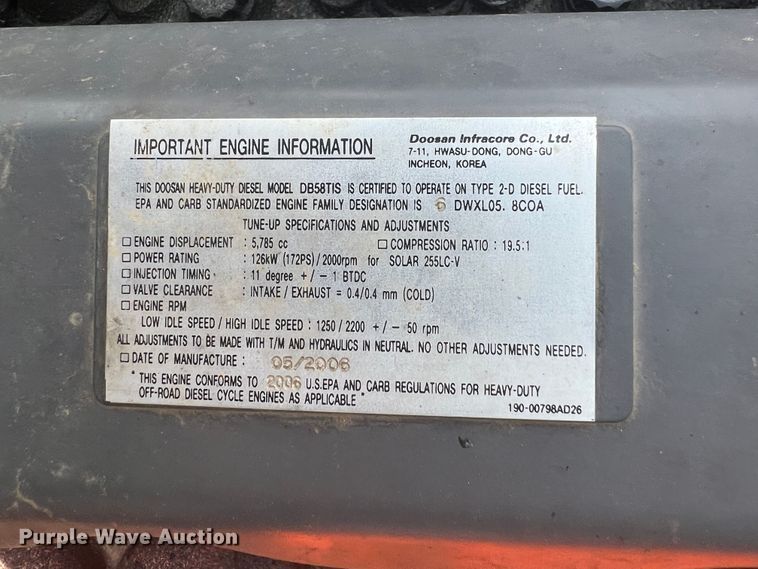 IMPORTANT ENGINE INFORMATION
Doosan Infracore Co., Ltd.
7-11, HWASU-DONG, DONG-GU
INCHEON, KOREA
THIS DOOSAN HEAVY-DUTY DIESEL MODEL DB58TIS IS CERTIFIED TO OPERATE ON TYPE 2-D DIESEL FUEL.
EPA AND CARB STANDARDIZED ENGINE FAMILY DESIGNATION IS 6 DWXL05. 8COA
TUNE-UP SPECIFICATIONS AND ADJUSTMENTS
□ ENGINE DISPLACEMENT : 5,785 cc □ COMPRESSION RATIO : 19.5:1
□ POWER RATING : 126kW (172PS)/2000rpm for SOLAR 255LC-V
□ INJECTION TIMING : 11 degree +/- 1 BTDC
□ VALVE CLEARANCE : INTAKE / EXHAUST = 0.4/0.4 mm (COLD)
□ ENGINE RPM
LOW IDLE SPEED / HIGH IDLE SPEED : 1250 / 2200 +/- 50 rpm
ALL ADJUSTMENTS TO BE MADE WITH T/M AND HYDRAULICS IN NEUTRAL. NO OTHER ADJUSTMENTS NEEDED.
□ DATE OF MANUFACTURE : 05/2006
* THIS ENGINE CONFORMS TO 2006 U.S.EPA AND CARB REGULATIONS FOR HEAVY-DUTY
OFF-ROAD DIESEL CYCLE ENGINES AS APPLICABLE *
190-00798AD26
Purple Wave Auction